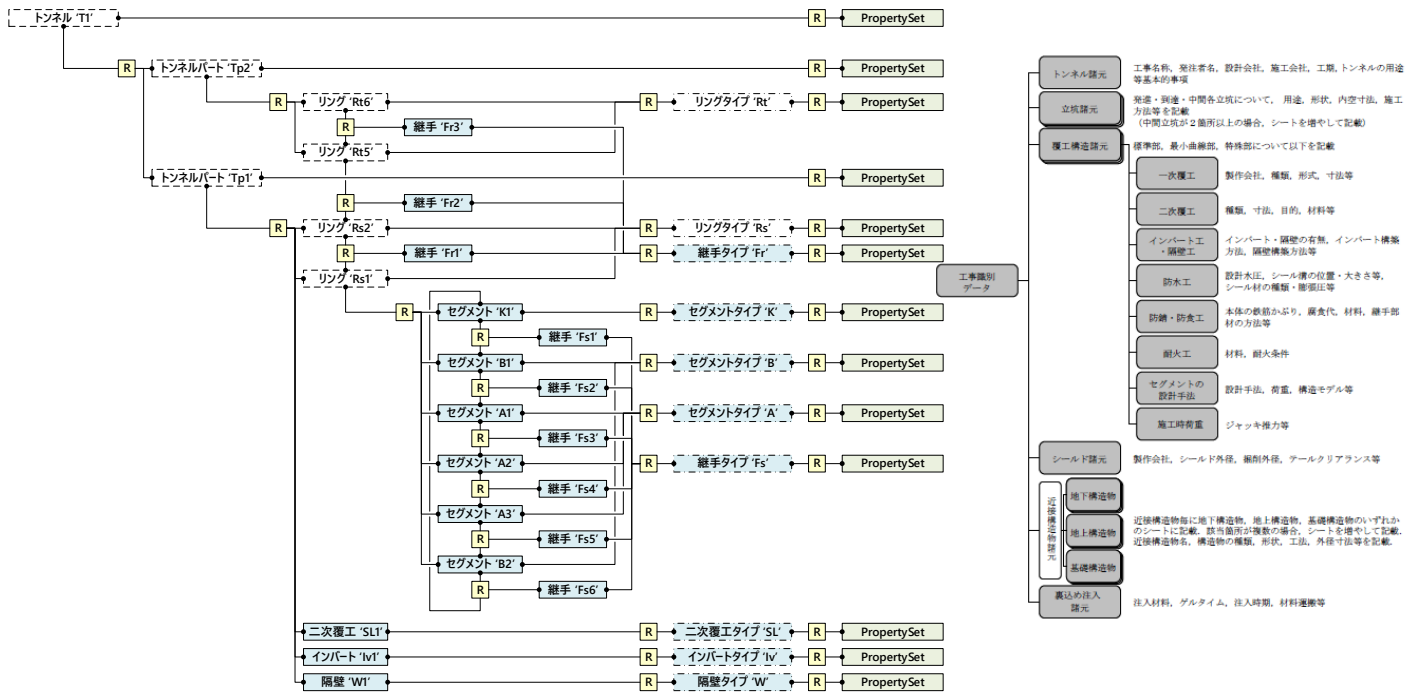 トンネル 'T1'
R
PropertySet
R
トンネルパート 'Tp2'
R
PropertySet
R
リング 'Rt6'
R
リングタイプ 'Rt'
R
PropertySet
R
継手 'Fr3'
リング 'Rt5'
トンネルパート 'Tp1'
R
PropertySet
R
継手 'Fr2'
R
リング 'Rs2'
R
リングタイプ 'Rs'
R
PropertySet
R
継手 'Fr1'
R
継手タイプ 'Fr'
R
PropertySet
リング 'Rs1'
R
セグメント 'K1'
R
セグメントタイプ 'K'
R
PropertySet
R
継手 'Fs1'
セグメント 'B1'
R
セグメントタイプ 'B'
R
PropertySet
R
継手 'Fs2'
セグメント 'A1'
R
セグメントタイプ 'A'
R
PropertySet
R
継手 'Fs3'
セグメント 'A2'
R
継手タイプ 'Fs'
R
PropertySet
R
継手 'Fs4'
セグメント 'A3'
R
継手 'Fs5'
セグメント 'B2'
R
継手 'Fs6'
二次覆工 'SL1'
R
二次覆工タイプ 'SL'
R
PropertySet
インバート 'Iv1'
R
インバートタイプ 'Iv'
R
PropertySet
隔壁 'W1'
R
隔壁タイプ 'W'
R
PropertySet
工事識別
データ
トンネル諸元
工事名称，発注者名，設計会社，施工会社，工期，トンネルの用途
等基本的事項
立坑諸元
発進・到達・中間各立坑について， 用途，形状，内空寸法，施工
方法等を記載
（中間立坑が２箇所以上の場合，シートを増やして記載）
覆工構造諸元
標準部，最小曲線部，特殊部について以下を記載
一次覆工
製作会社，種類，形式，寸法等
二次覆工
種類，寸法，目的，材料等
インバート工
・隔壁工
インバート・隔壁の有無，インバート構築
方法，隔壁構築方法等
防水工
設計水圧，シール溝の位置・大きさ等，
シール材の種類・膨張圧等
防錆・防食工
本体の鉄筋かぶり，腐食代，材料，継手部
材の方法等
耐火工
材料，耐火条件
セグメントの
設計手法
設計手法，荷重，構造モデル等
施工時荷重
ジャッキ推力等
シールド諸元
製作会社，シールド外径，掘削外径，テールクリアランス等
近接構造物諸元
地下構造物
地上構造物
基礎構造物
近接構造物毎に地下構造物，地上構造物，基礎構造物のいずれか
のシートに記載．該当箇所が複数の場合，シートを増やして記載．
近接構造物名，構造物の種類，形状，工法，外径寸法等を記載．
裏込め注入
諸元
注入材料，ゲルタイム，注入時期，材料運搬等